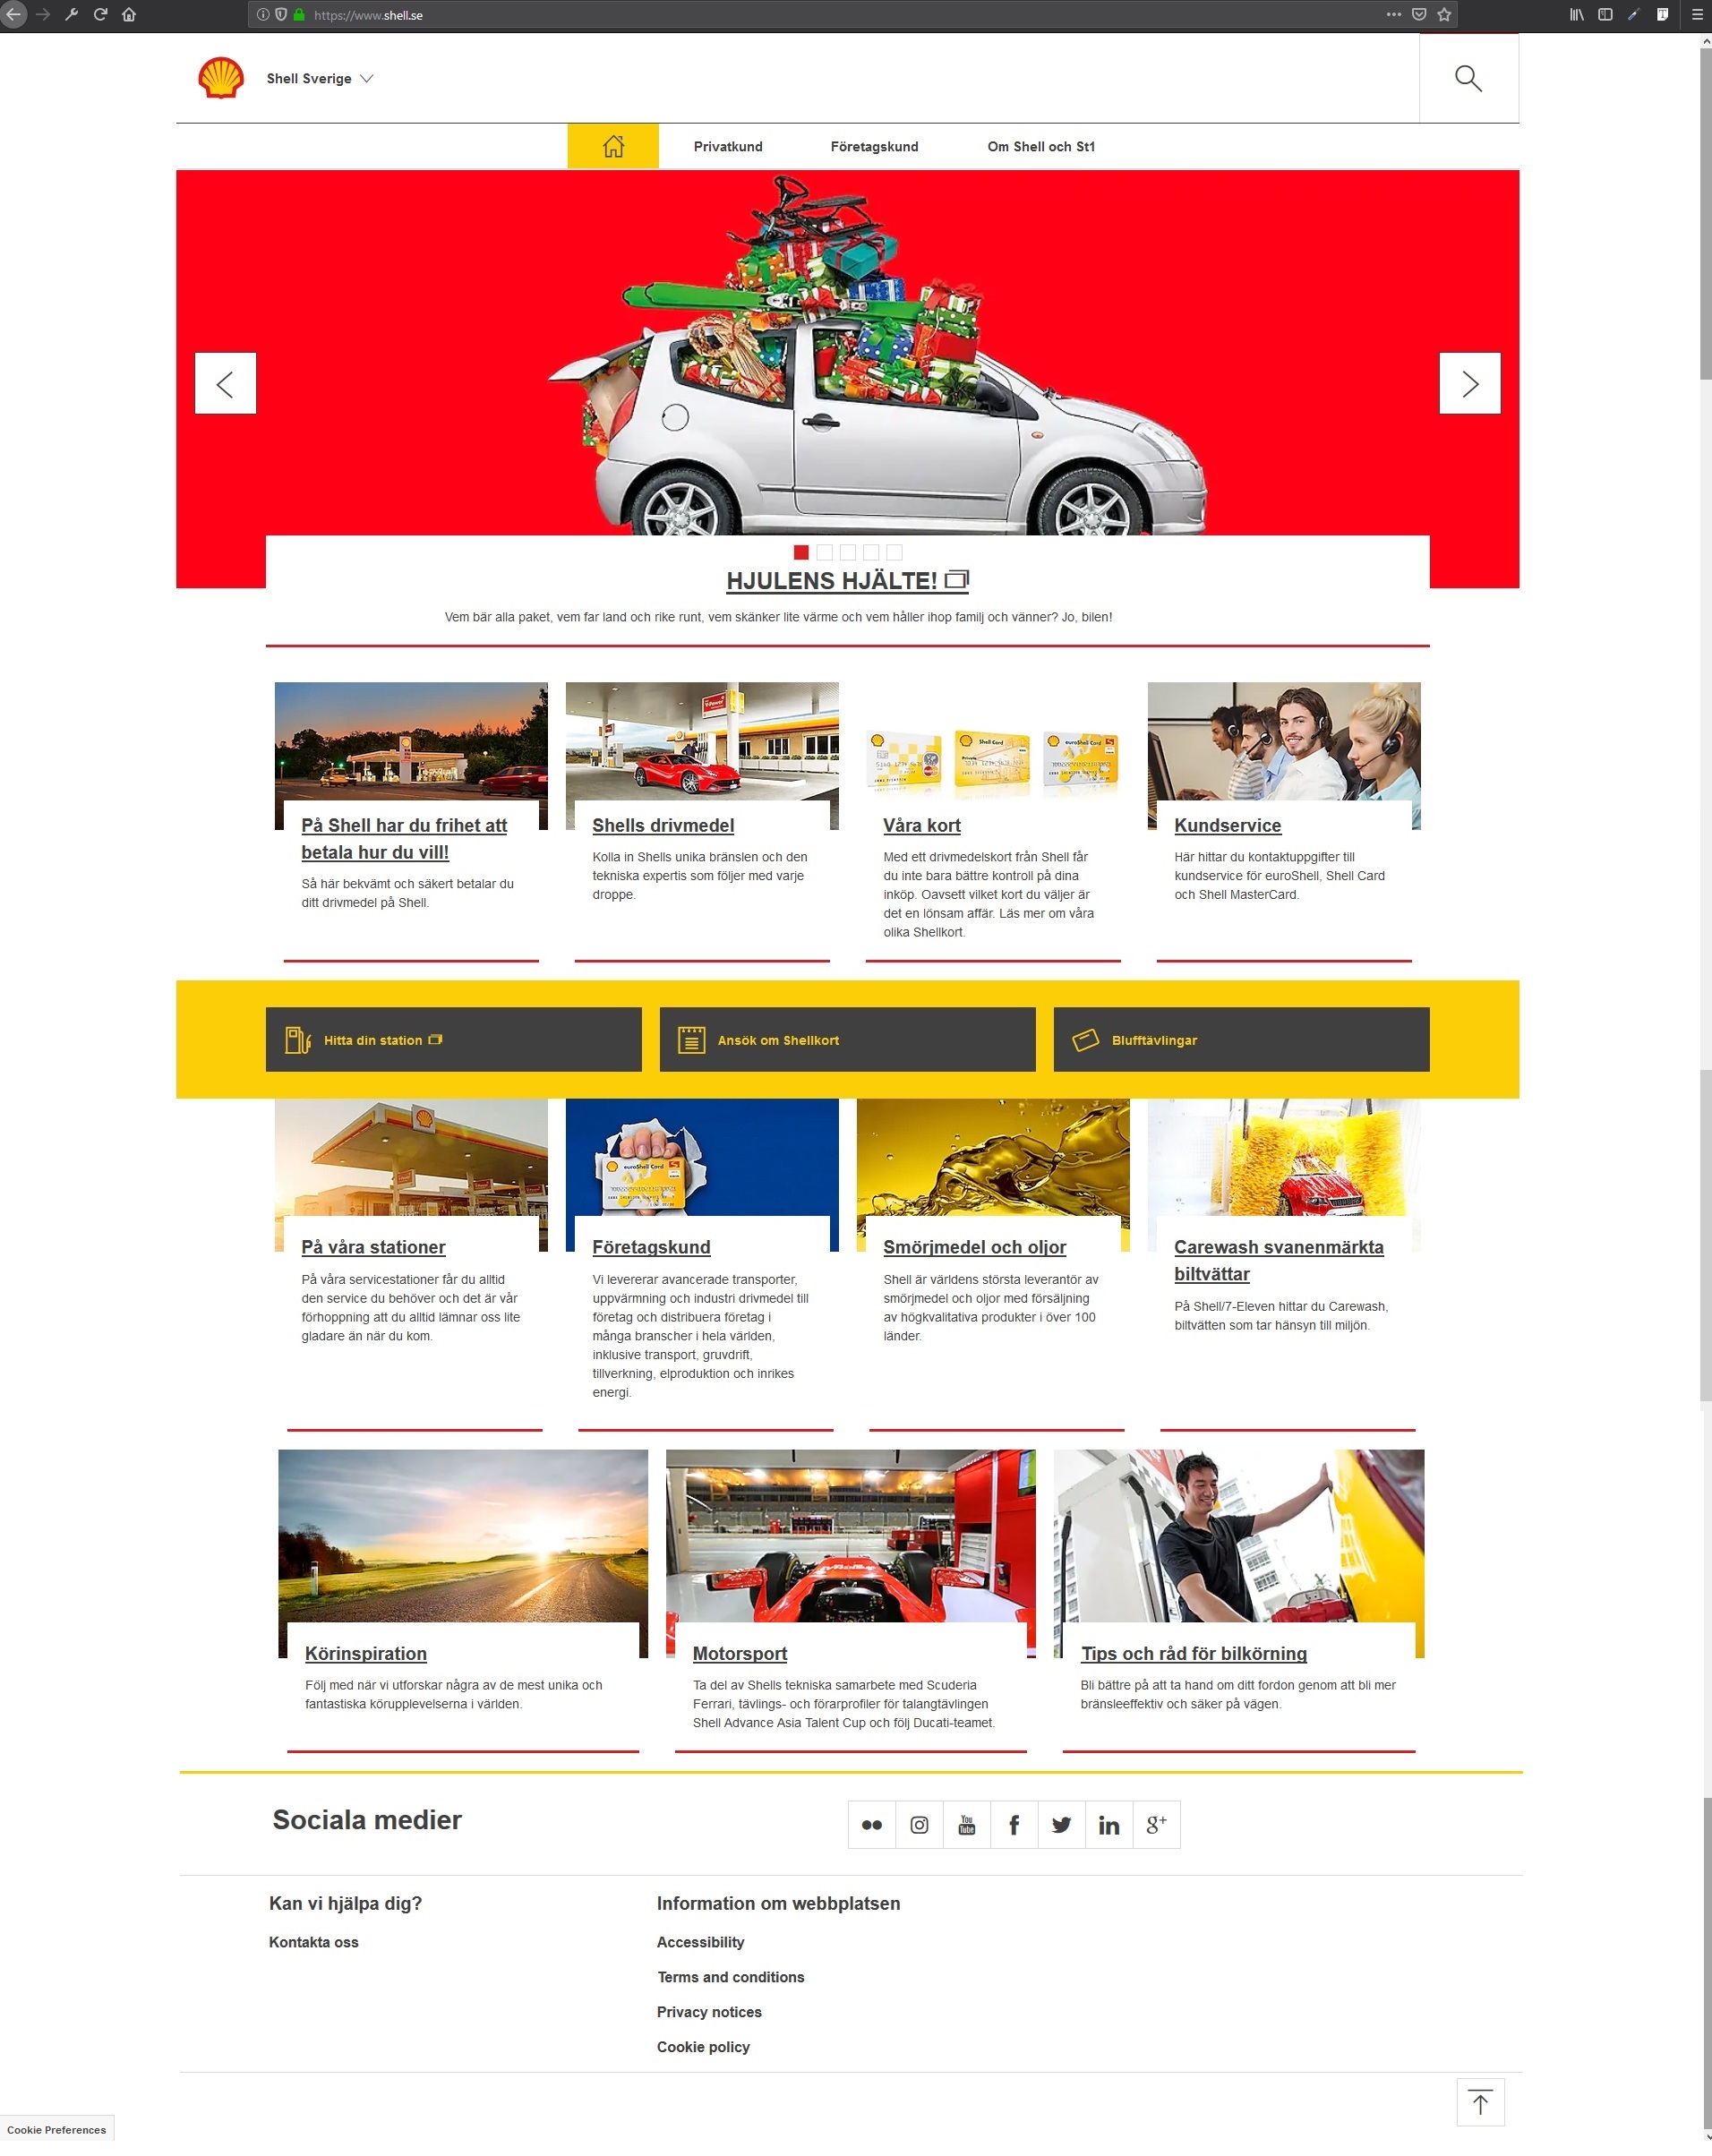 https://www.shell.se
Shell Sverige
Privatkund
Företagskund
Om Shell och St1
HJULENS HJÄLTE!
Vem bär alla paket, vem far land och rike runt, vem skänker lite värme och vem håller ihop familj och vänner? Jo, bilen!
V-Power
Shell Card
euroShell Card
På Shell har du frihet att
betala hur du vill!
Så här bekvämt och säkert betalar du
ditt drivmedel på Shell.
Shells drivmedel
Kolla in Shells unika bränslen och den
tekniska expertis som följer med varje
droppe.
Våra kort
Med ett drivmedelskort från Shell får
du inte bara bättre kontroll på dina
inköp. Oavsett vilket kort du väljer är
det en lönsam affär. Läs mer om våra
olika Shellkort.
Kundservice
Här hittar du kontaktuppgifter till
kundservice för euroShell, Shell Card
och Shell MasterCard.
Hitta din station
Ansök om Shellkort
Blufftävlingar
euroShell Card
På våra stationer
På våra servicestationer får du alltid
den service du behöver och det är vår
förhoppning att du alltid lämnar oss lite
gladare än när du kom.
Företagskund
Vi levererar avancerade transporter,
uppvärmning och industri drivmedel till
företag och distribuera företag i
många branscher i hela världen,
inklusive transport, gruvdrift,
tillverkning, elproduktion och inrikes
energi.
Smörjmedel och oljor
Shell är världens största leverantör av
smörjmedel och oljor med försäljning
av högkvalitativa produkter i över 100
länder.
Carewash svanenmärkta
biltvättar
På Shell/7-Eleven hittar du Carewash,
biltvätten som tar hänsyn till miljön.
Körinspiration
Följ med när vi utforskar några av de mest unika och
fantastiska körupplevelserna i världen.
Motorsport
Ta del av Shells tekniska samarbete med Scuderia
Ferrari, tävlings- och förarprofiler för talangtävlingen
Shell Advance Asia Talent Cup och följ Ducati-teamet.
Tips och råd för bilkörning
Bli bättre på att ta hand om ditt fordon genom att bli mer
bränsleeffektiv och säker på vägen.
Sociala medier
You Tube
f
in
g+
Kan vi hjälpa dig?
Kontakta oss
Information om webbplatsen
Accessibility
Terms and conditions
Privacy notices
Cookie policy
Cookie Preferences